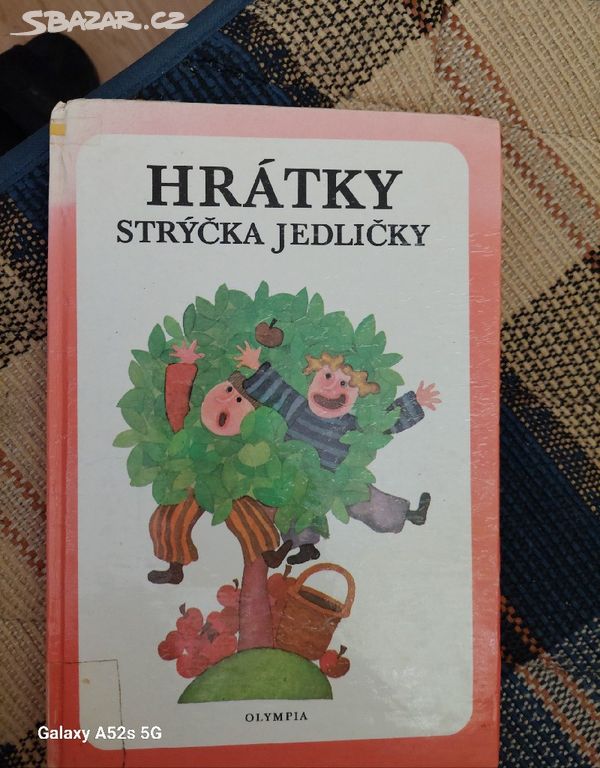 SBAZAR.CZ
HRÁTKY
STRÝČKA JEDLIČKY
OLYMPIA
Galaxy A52s 5G